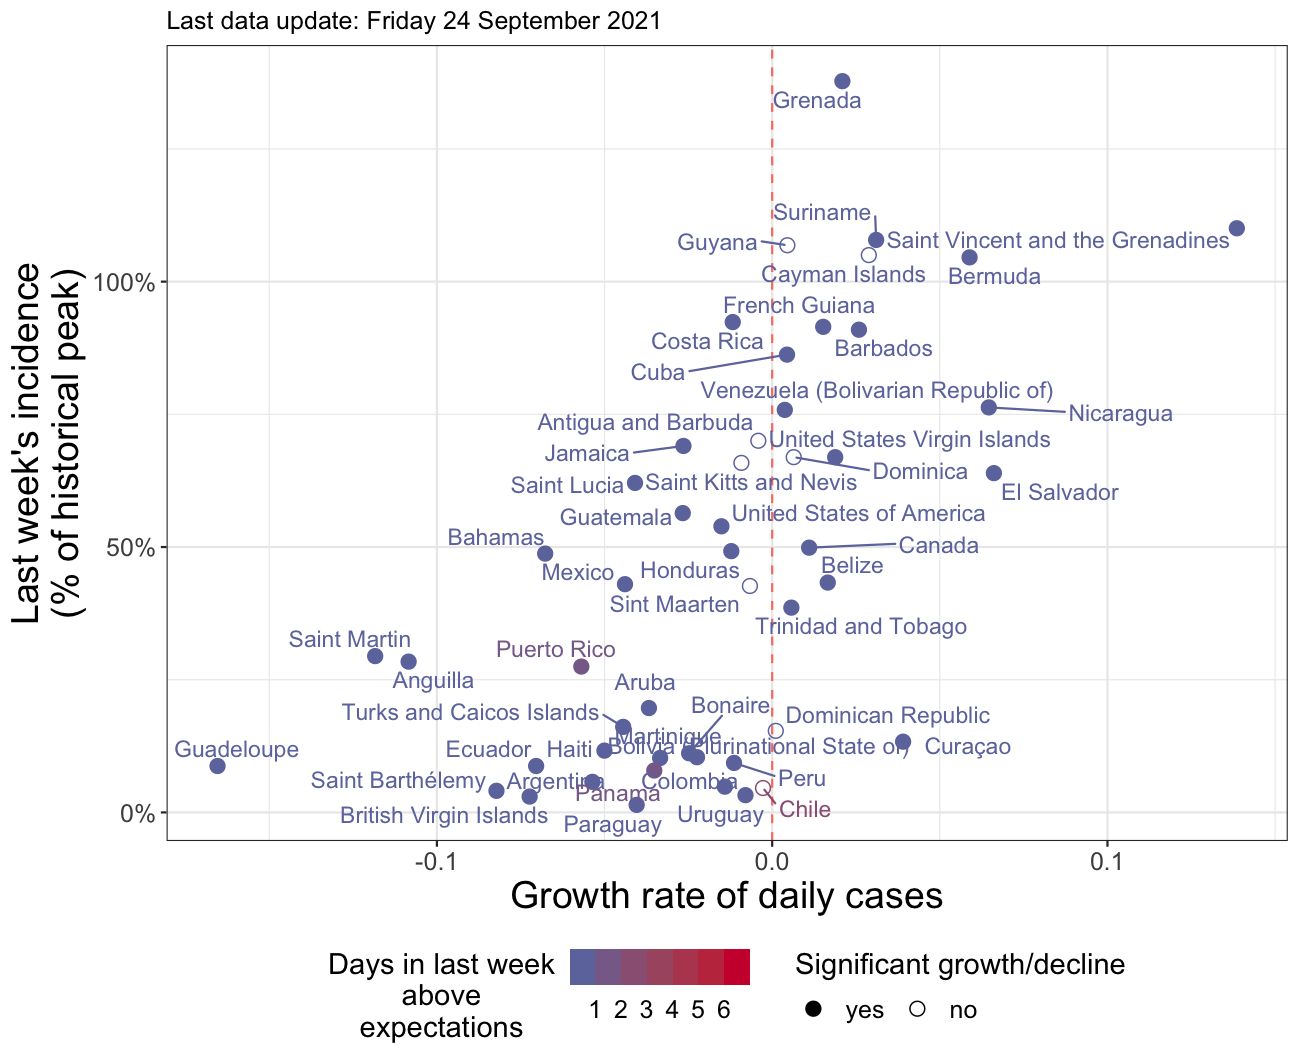 Last data update: Friday 24 September 2021
Last week's incidence
(% of historical peak)
100%
50%
0%
Grenada
Suriname
Guyana
Saint Vincent and the Grenadines
Cayman Islands
Bermuda
French Guiana
Costa Rica
Barbados
Cuba
Venezuela (Bolivarian Republic of)
Nicaragua
Antigua and Barbuda
United States Virgin Islands
Jamaica
Dominica
Saint Lucia
Saint Kitts and Nevis
El Salvador
Guatemala
United States of America
Bahamas
Canada
Mexico
Honduras
Belize
Sint Maarten
Trinidad and Tobago
Saint Martin
Puerto Rico
Anguilla
Aruba
Turks and Caicos Islands
Bonaire
Dominican Republic
Martinique
Guadeloupe
Ecuador
Haiti
Bolivia (Plurinational State of)
Curaçao
Saint Barthélemy
Argentina
Colombia
Peru
Panama
British Virgin Islands
Paraguay
Uruguay
Chile
-0.1
0.0
0.1
Growth rate of daily cases
Days in last week
above
expectations
1 2 3 4 5 6
Significant growth/decline
yes
no